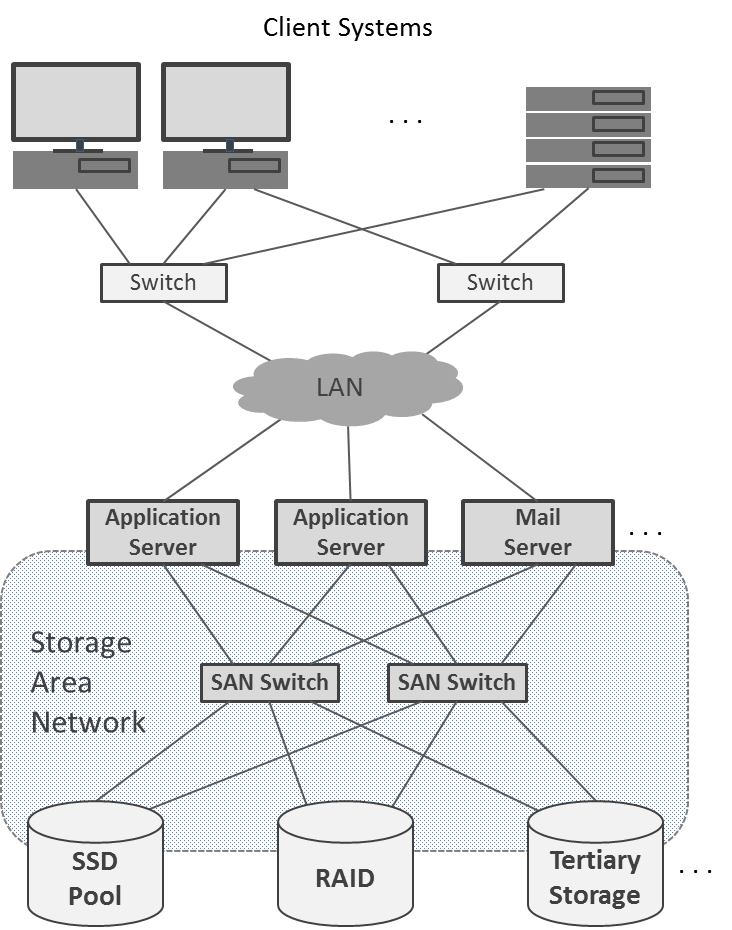 Client Systems
. . .
Switch
Switch
LAN
Application
Server
Application
Server
Mail
Server
. . .
Storage
Area
Network
SAN Switch
SAN Switch
SSD
Pool
RAID
Tertiary
Storage
. . .